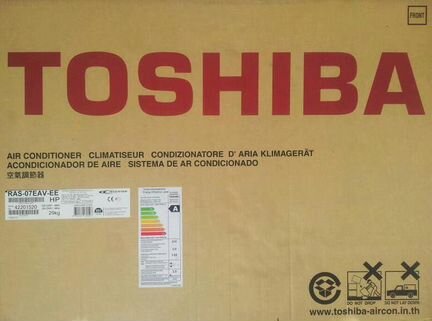 FRONT
TOSHIBA
AIR CONDITIONER CLIMATISEUR CONDIZIONATORE D' ARIA KLIMAGERÄT
ACONDICIONADOR DE AIRE SISTEMA DE AR CONDICIONADO
空氣調節器
RAS-07EAV-EE
HP
42201520
29kg
A
DO NOT DROP
DO NOT LAY DOWN
www.toshiba-aircon.in.th